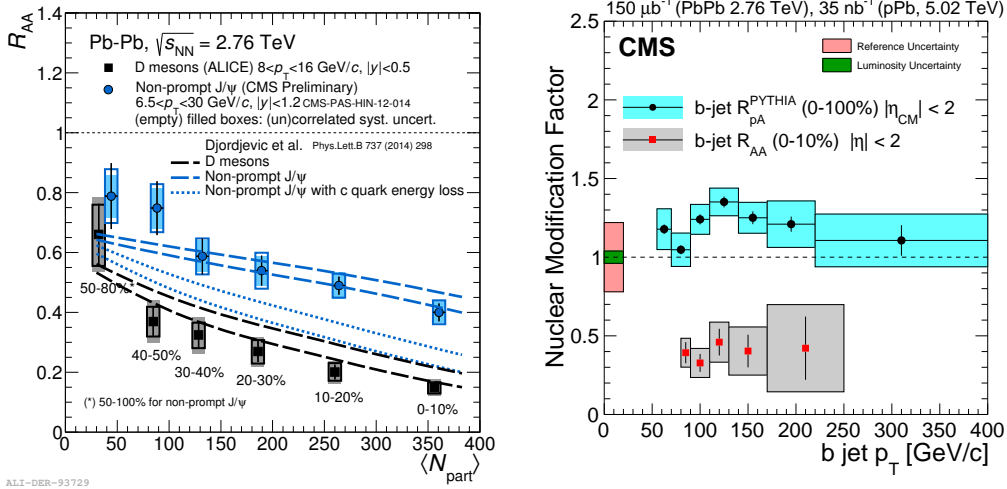 R_AA
1.4
1.2
1
0.8
0.6
0.4
0.2
0
Pb-Pb, √s_NN = 2.76 TeV
D mesons (ALICE) 8<p_T<16 GeV/c, |y|<0.5
Non-prompt J/ψ (CMS Preliminary)
6.5<p_T<30 GeV/c, |y|<1.2 CMS-PAS-HIN-12-014
(empty) filled boxes: (un)correlated syst. uncert.
Djordjevic et al. Phys.Lett.B 737 (2014) 298
D mesons
Non-prompt J/ψ
Non-prompt J/ψ with c quark energy loss
50-80%*
40-50%
30-40%
20-30%
10-20%
0-10%
(*) 50-100% for non-prompt J/ψ
0 50 100 150 200 250 300 350 400
⟨N_part⟩
ALI-DER-93729
150 μb⁻¹ (PbPb 2.76 TeV), 35 nb⁻¹ (pPb, 5.02 TeV)
Nuclear Modification Factor
2.5
2
1.5
1
0.5
0
CMS
Reference Uncertainty
Luminosity Uncertainty
b-jet R_pA^PYTHIA (0-100%) |η_CM| < 2
b-jet R_AA (0-10%) |η| < 2
0 50 100 150 200 250 300 350 400
b jet p_T [GeV/c]